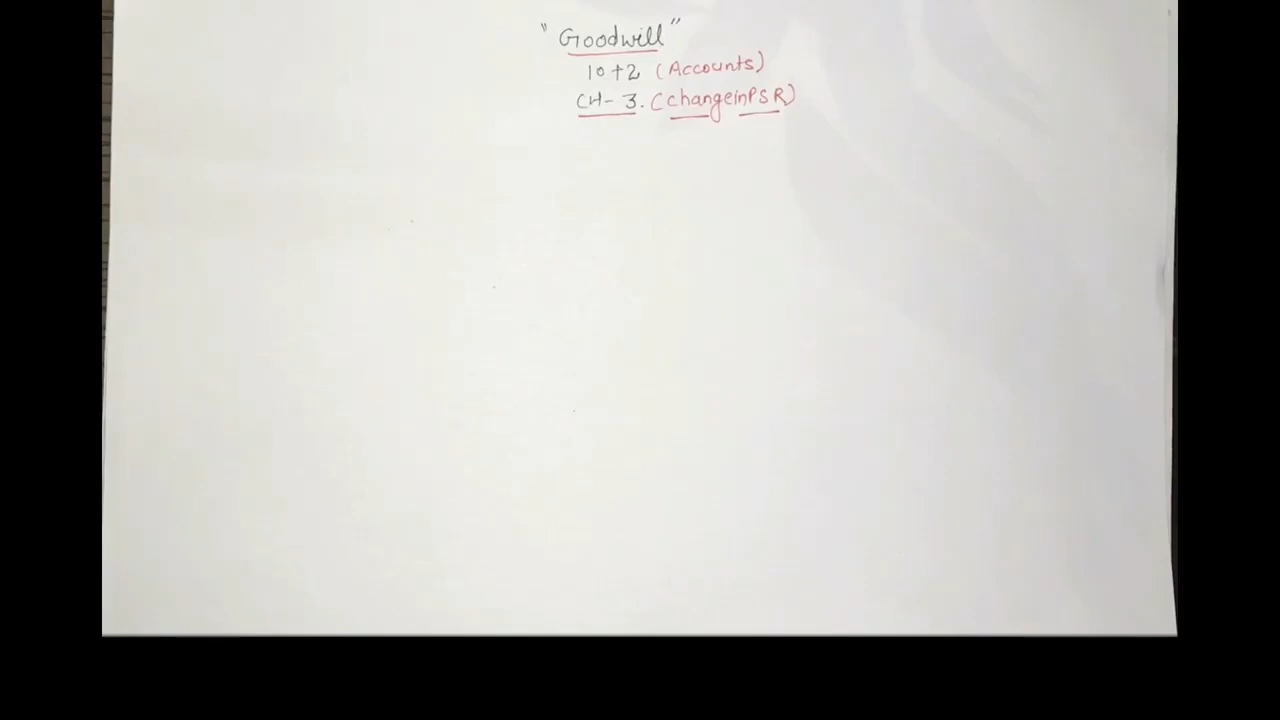 "Goodwill"
10+2 (Accounts)
CH-3. (Change in PSR)